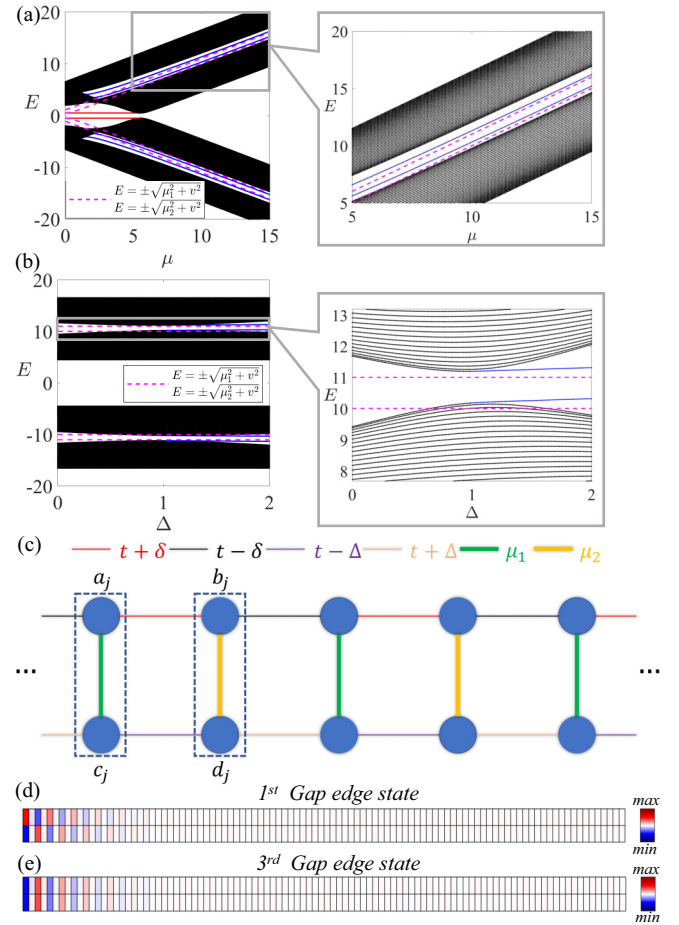 (a)
20
10
E
0
-10
-20
E = ±√μ₁² + v²
E = ±√μ₂² + v²
0 5 10 15
μ
20
15
E
10
5
5 10 15
μ
(b)
20
10
E
0
-10
-20
E = ±√μ₁² + v²
E = ±√μ₂² + v²
0 1 2
Δ
13
12
E
11
10
9
8
0 1 2
Δ
(c)
t + δ t − δ t − Δ t + Δ μ₁ μ₂
aⱼ bⱼ
... ...
cⱼ dⱼ
(d) 1st Gap edge state max
min
(e) 3rd Gap edge state max
min